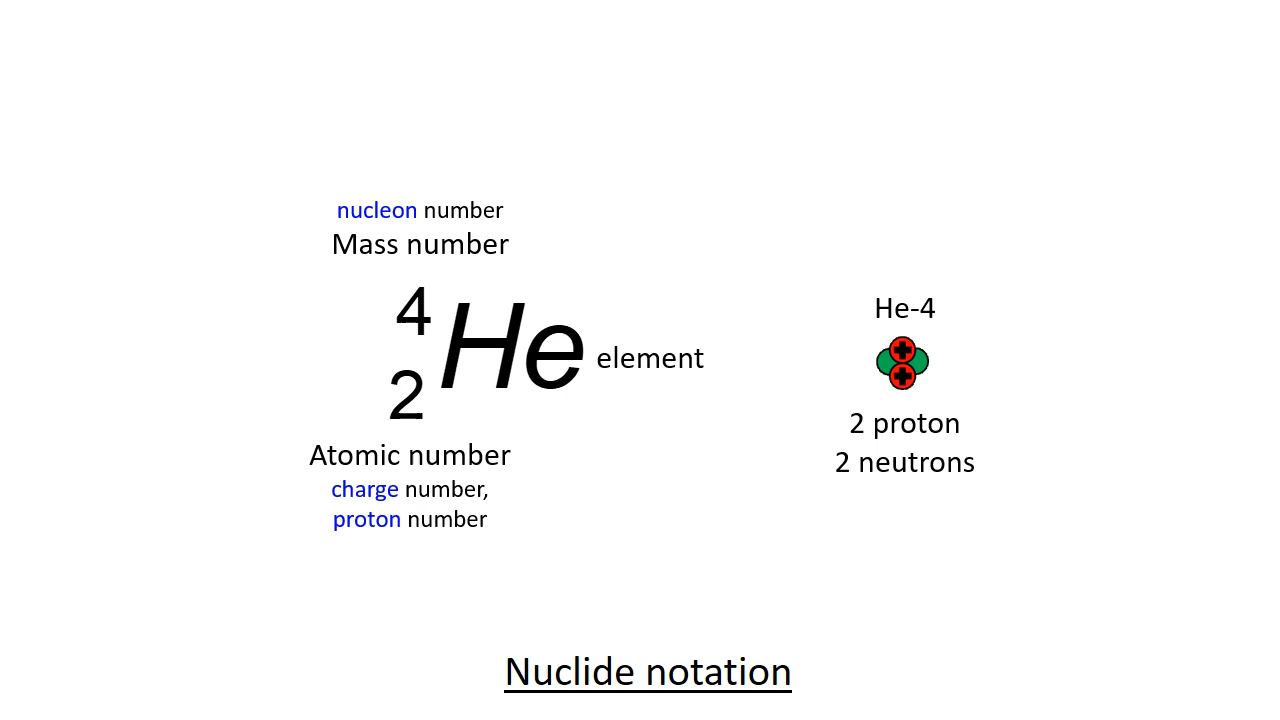 nucleon number
Mass number
4
He
2
element
Atomic number
charge number,
proton number
He-4
2 proton
2 neutrons
Nuclide notation